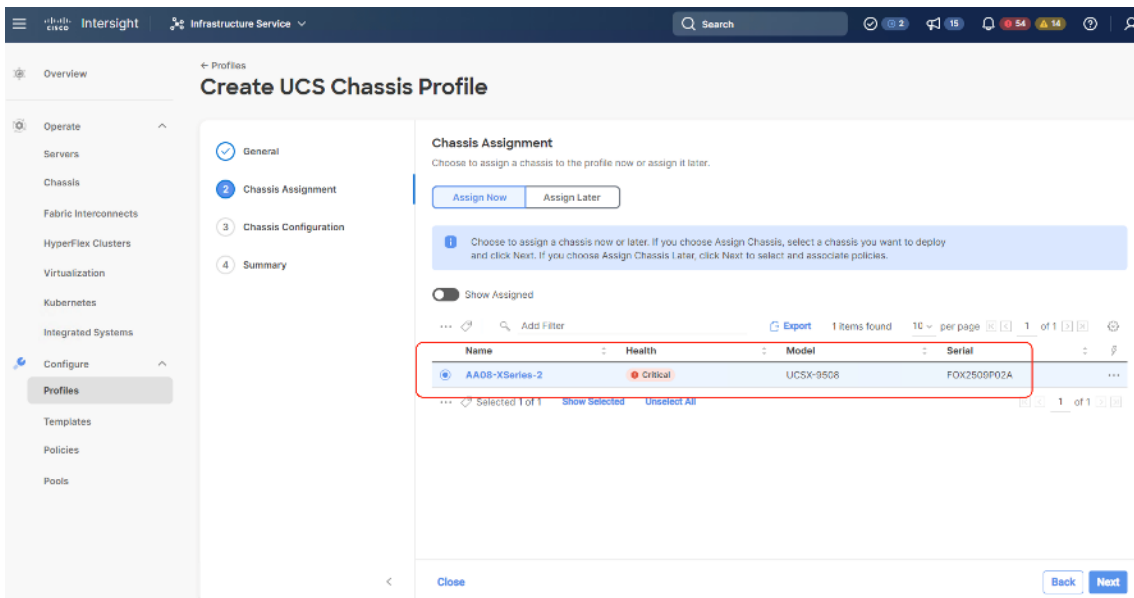 cisco Intersight
Infrastructure Service
Search
2
15
54
14
Overview
Operate
Servers
Chassis
Fabric Interconnects
HyperFlex Clusters
Virtualization
Kubernetes
Integrated Systems
Configure
Profiles
Templates
Policies
Pools
← Profiles
Create UCS Chassis Profile
General
2 Chassis Assignment
3 Chassis Configuration
4 Summary
Chassis Assignment
Choose to assign a chassis to the profile now or assign it later.
Assign Now Assign Later
Choose to assign a chassis now or later. If you choose Assign Chassis, select a chassis you want to deploy
and click Next. If you choose Assign Chassis Later, click Next to select and associate policies.
Show Assigned
... Add Filter Export 1 items found 10 per page 1 of 1
Name Health Model Serial
AA08-XSeries-2 Critical UCSX-9508 FOX2509P02A ...
... Selected 1 of 1 Show Selected Unselect All 1 of 1
Close Back Next